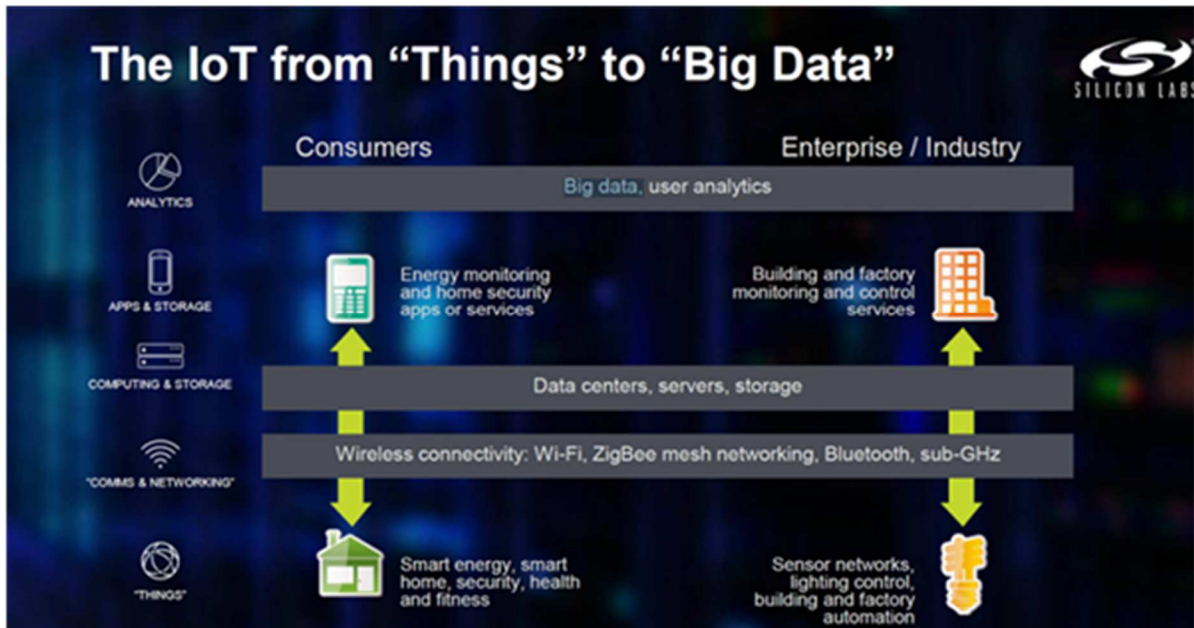 The IoT from “Things” to “Big Data”
SILICON LABS
Consumers
Enterprise / Industry
ANALYTICS
Big data, user analytics
APPS & STORAGE
Energy monitoring
and home security
apps or services
Building and factory
monitoring and control
services
COMPUTING & STORAGE
Data centers, servers, storage
"COMMS & NETWORKING"
Wireless connectivity: Wi-Fi, ZigBee mesh networking, Bluetooth, sub-GHz
"THINGS"
Smart energy, smart
home, security, health
and fitness
Sensor networks,
lighting control,
building and factory
automation